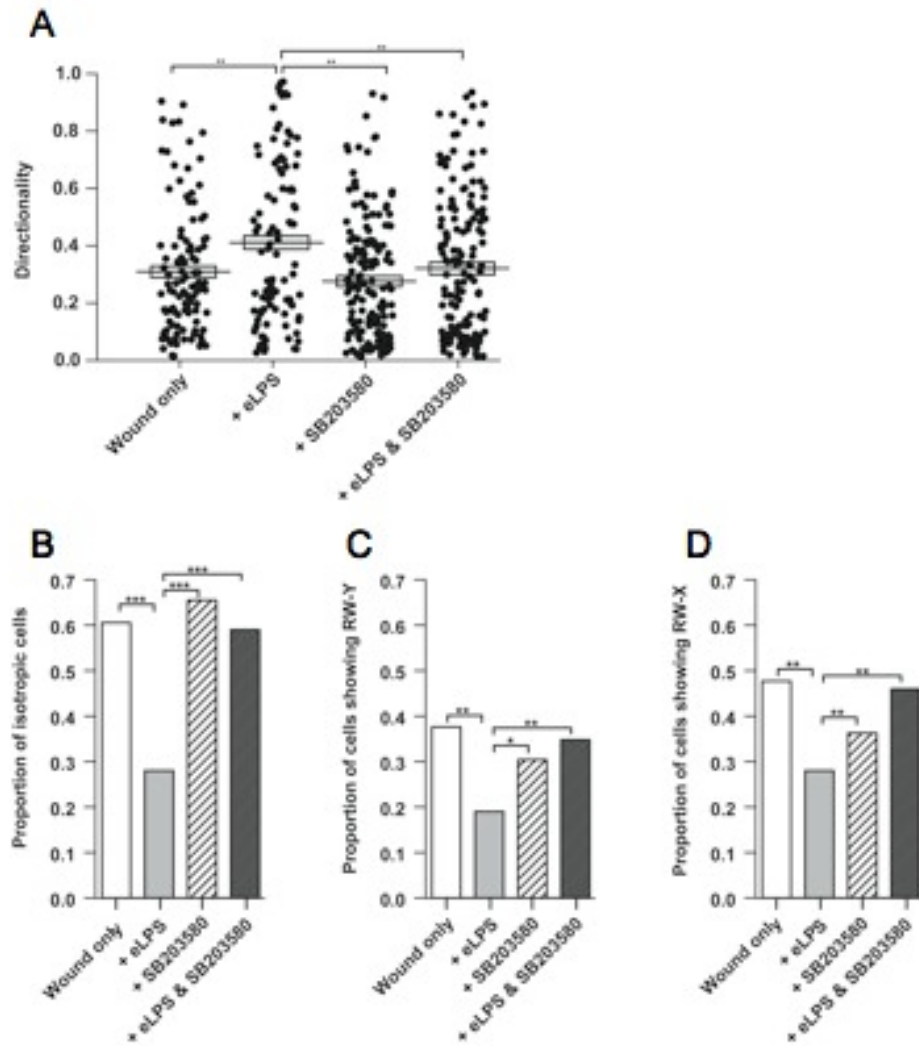 A
** **
** 
1.0
0.8
0.6
0.4
0.2
0.0
Directionality
Wound only
+ eLPS
+ SB203580
+ eLPS & SB203580
B
0.7
0.6
0.5
0.4
0.3
0.2
0.1
0.0
Proportion of isotropic cells
***
***
***
Wound only
+ eLPS
+ SB203580
+ eLPS & SB203580
C
0.7
0.6
0.5
0.4
0.3
0.2
0.1
0.0
Proportion of cells showing RW-Y
**
**
*
Wound only
+ eLPS
+ SB203580
+ eLPS & SB203580
D
0.7
0.6
0.5
0.4
0.3
0.2
0.1
0.0
Proportion of cells showing RW-X
**
**
**
Wound only
+ eLPS
+ SB203580
+ eLPS & SB203580